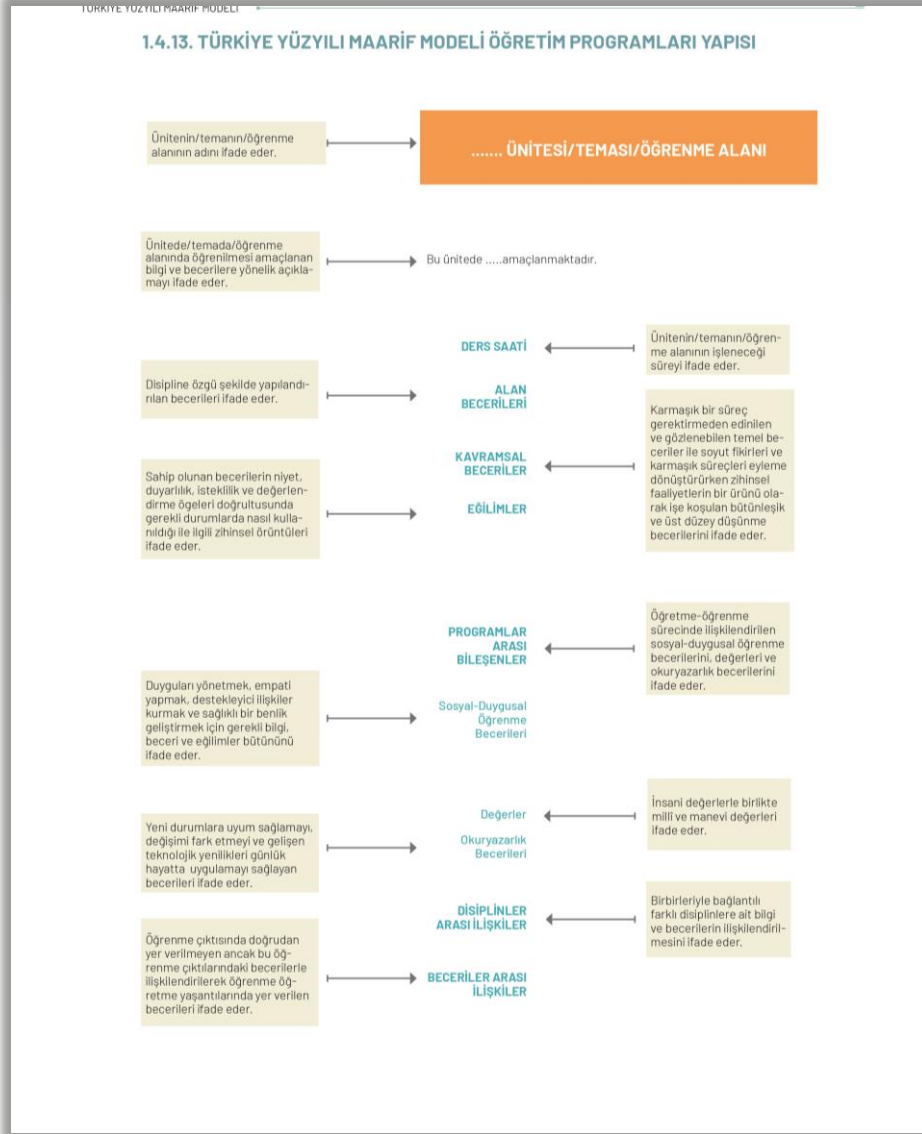 TÜRKİYE YÜZYILI MAARİF MODELİ
1.4.13. TÜRKİYE YÜZYILI MAARİF MODELİ ÖĞRETİM PROGRAMLARI YAPISI
Ünitenin/temanın/öğrenme
alanının adını ifade eder.
....... ÜNİTESİ/TEMASI/ÖĞRENME ALANI
Ünitede/temada/öğrenme
alanında öğrenilmesi amaçlanan
bilgi ve becerilere yönelik açıkla-
mayı ifade eder.
Bu ünitede .....amaçlanmaktadır.
DERS SAATİ
Ünitenin/temanın/öğren-
me alanının işleneceği
süreyi ifade eder.
Disipline özgü şekilde yapılandı-
rılan becerileri ifade eder.
ALAN
BECERİLERİ
KAVRAMSAL
BECERİLER
Karmaşık bir süreç
gerektirmeden edinilen
ve gözlenebilen temel be-
ceriler ile soyut fikirleri ve
karmaşık süreçleri eyleme
dönüştürürken zihinsel
faaliyetlerin bir ürünü ola-
rak işe koşulan bütünleşik
ve üst düzey düşünme
becerilerini ifade eder.
Sahip olunan becerilerin niyet,
duyarlılık, isteklilik ve değerlen-
dirme ögeleri doğrultusunda
gerekli durumlarda nasıl kulla-
nıldığı ile ilgili zihinsel örüntüleri
ifade eder.
EĞİLİMLER
PROGRAMLAR
ARASI
BİLEŞENLER
Öğretme-öğrenme
sürecinde ilişkilendirilen
sosyal-duygusal öğrenme
becerilerini, değerleri ve
okuryazarlık becerilerini
ifade eder.
Duyguları yönetmek, empati
yapmak, destekleyici ilişkiler
kurmak ve sağlıklı bir benlik
geliştirmek için gerekli bilgi,
beceri ve eğilimler bütününü
ifade eder.
Sosyal-Duygusal
Öğrenme
Becerileri
Değerler
İnsani değerlerle birlikte
millî ve manevi değerleri
ifade eder.
Yeni durumlara uyum sağlamayı,
değişimi fark etmeyi ve gelişen
teknolojik yenilikleri günlük
hayatta uygulamayı sağlayan
becerileri ifade eder.
Okuryazarlık
Becerileri
DİSİPLİNLER
ARASI İLİŞKİLER
Birbirleriyle bağlantılı
farklı disiplinlere ait bilgi
ve becerilerin ilişkilendiril-
mesini ifade eder.
Öğrenme çıktısında doğrudan
yer verilmeyen ancak bu öğ-
renme çıktılarındaki becerilerle
ilişkilendirilerek öğrenme öğ-
retme yaşantılarında yer verilen
becerileri ifade eder.
BECERİLER ARASI
İLİŞKİLER